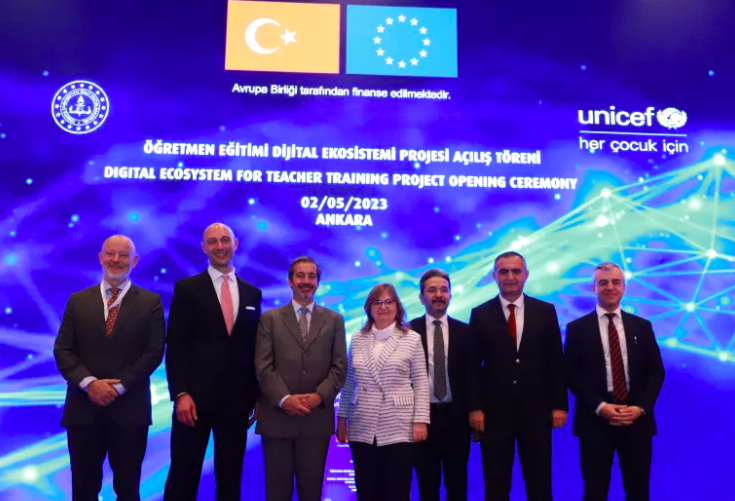 Avrupa Birliği tarafından finanse edilmektedir.
unicef
her çocuk için
ÖĞRETMEN EĞİTİMİ DİJİTAL EKOSİSTEMİ PROJESİ AÇILIŞ TÖRENİ
DIGITAL ECOSYSTEM FOR TEACHER TRAINING PROJECT OPENING CEREMONY
02/05/2023
ANKARA